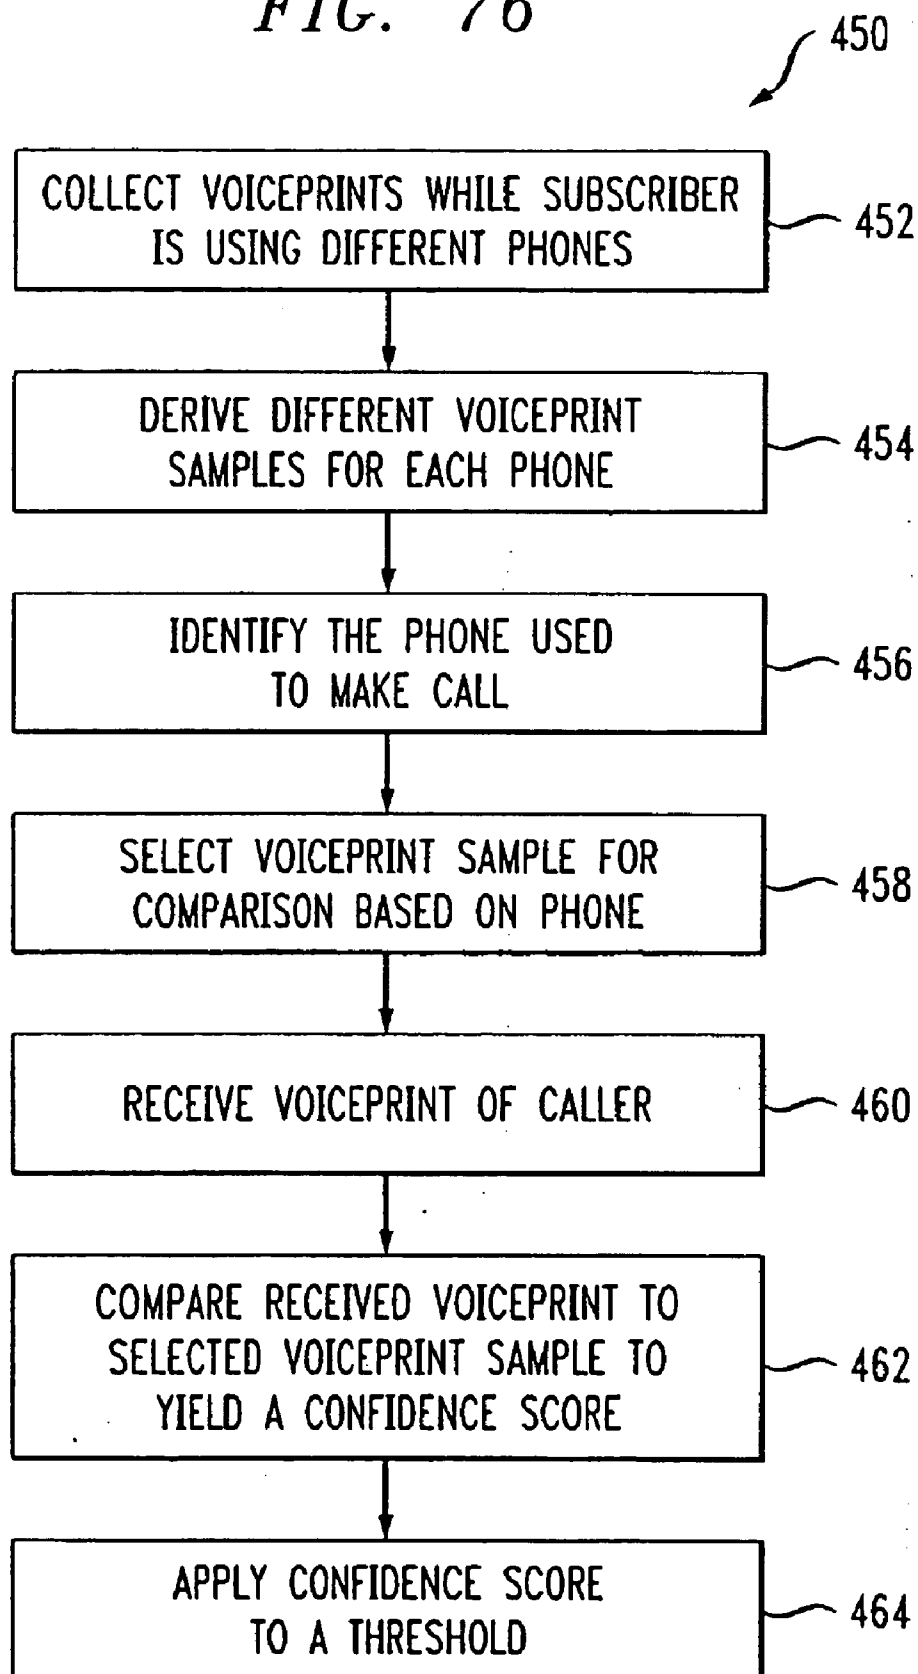 FIG. 76
450
COLLECT VOICEPRINTS WHILE SUBSCRIBER
IS USING DIFFERENT PHONES
452
DERIVE DIFFERENT VOICEPRINT
SAMPLES FOR EACH PHONE
454
IDENTIFY THE PHONE USED
TO MAKE CALL
456
SELECT VOICEPRINT SAMPLE FOR
COMPARISON BASED ON PHONE
458
RECEIVE VOICEPRINT OF CALLER
460
COMPARE RECEIVED VOICEPRINT TO
SELECTED VOICEPRINT SAMPLE TO
YIELD A CONFIDENCE SCORE
462
APPLY CONFIDENCE SCORE
TO A THRESHOLD
464